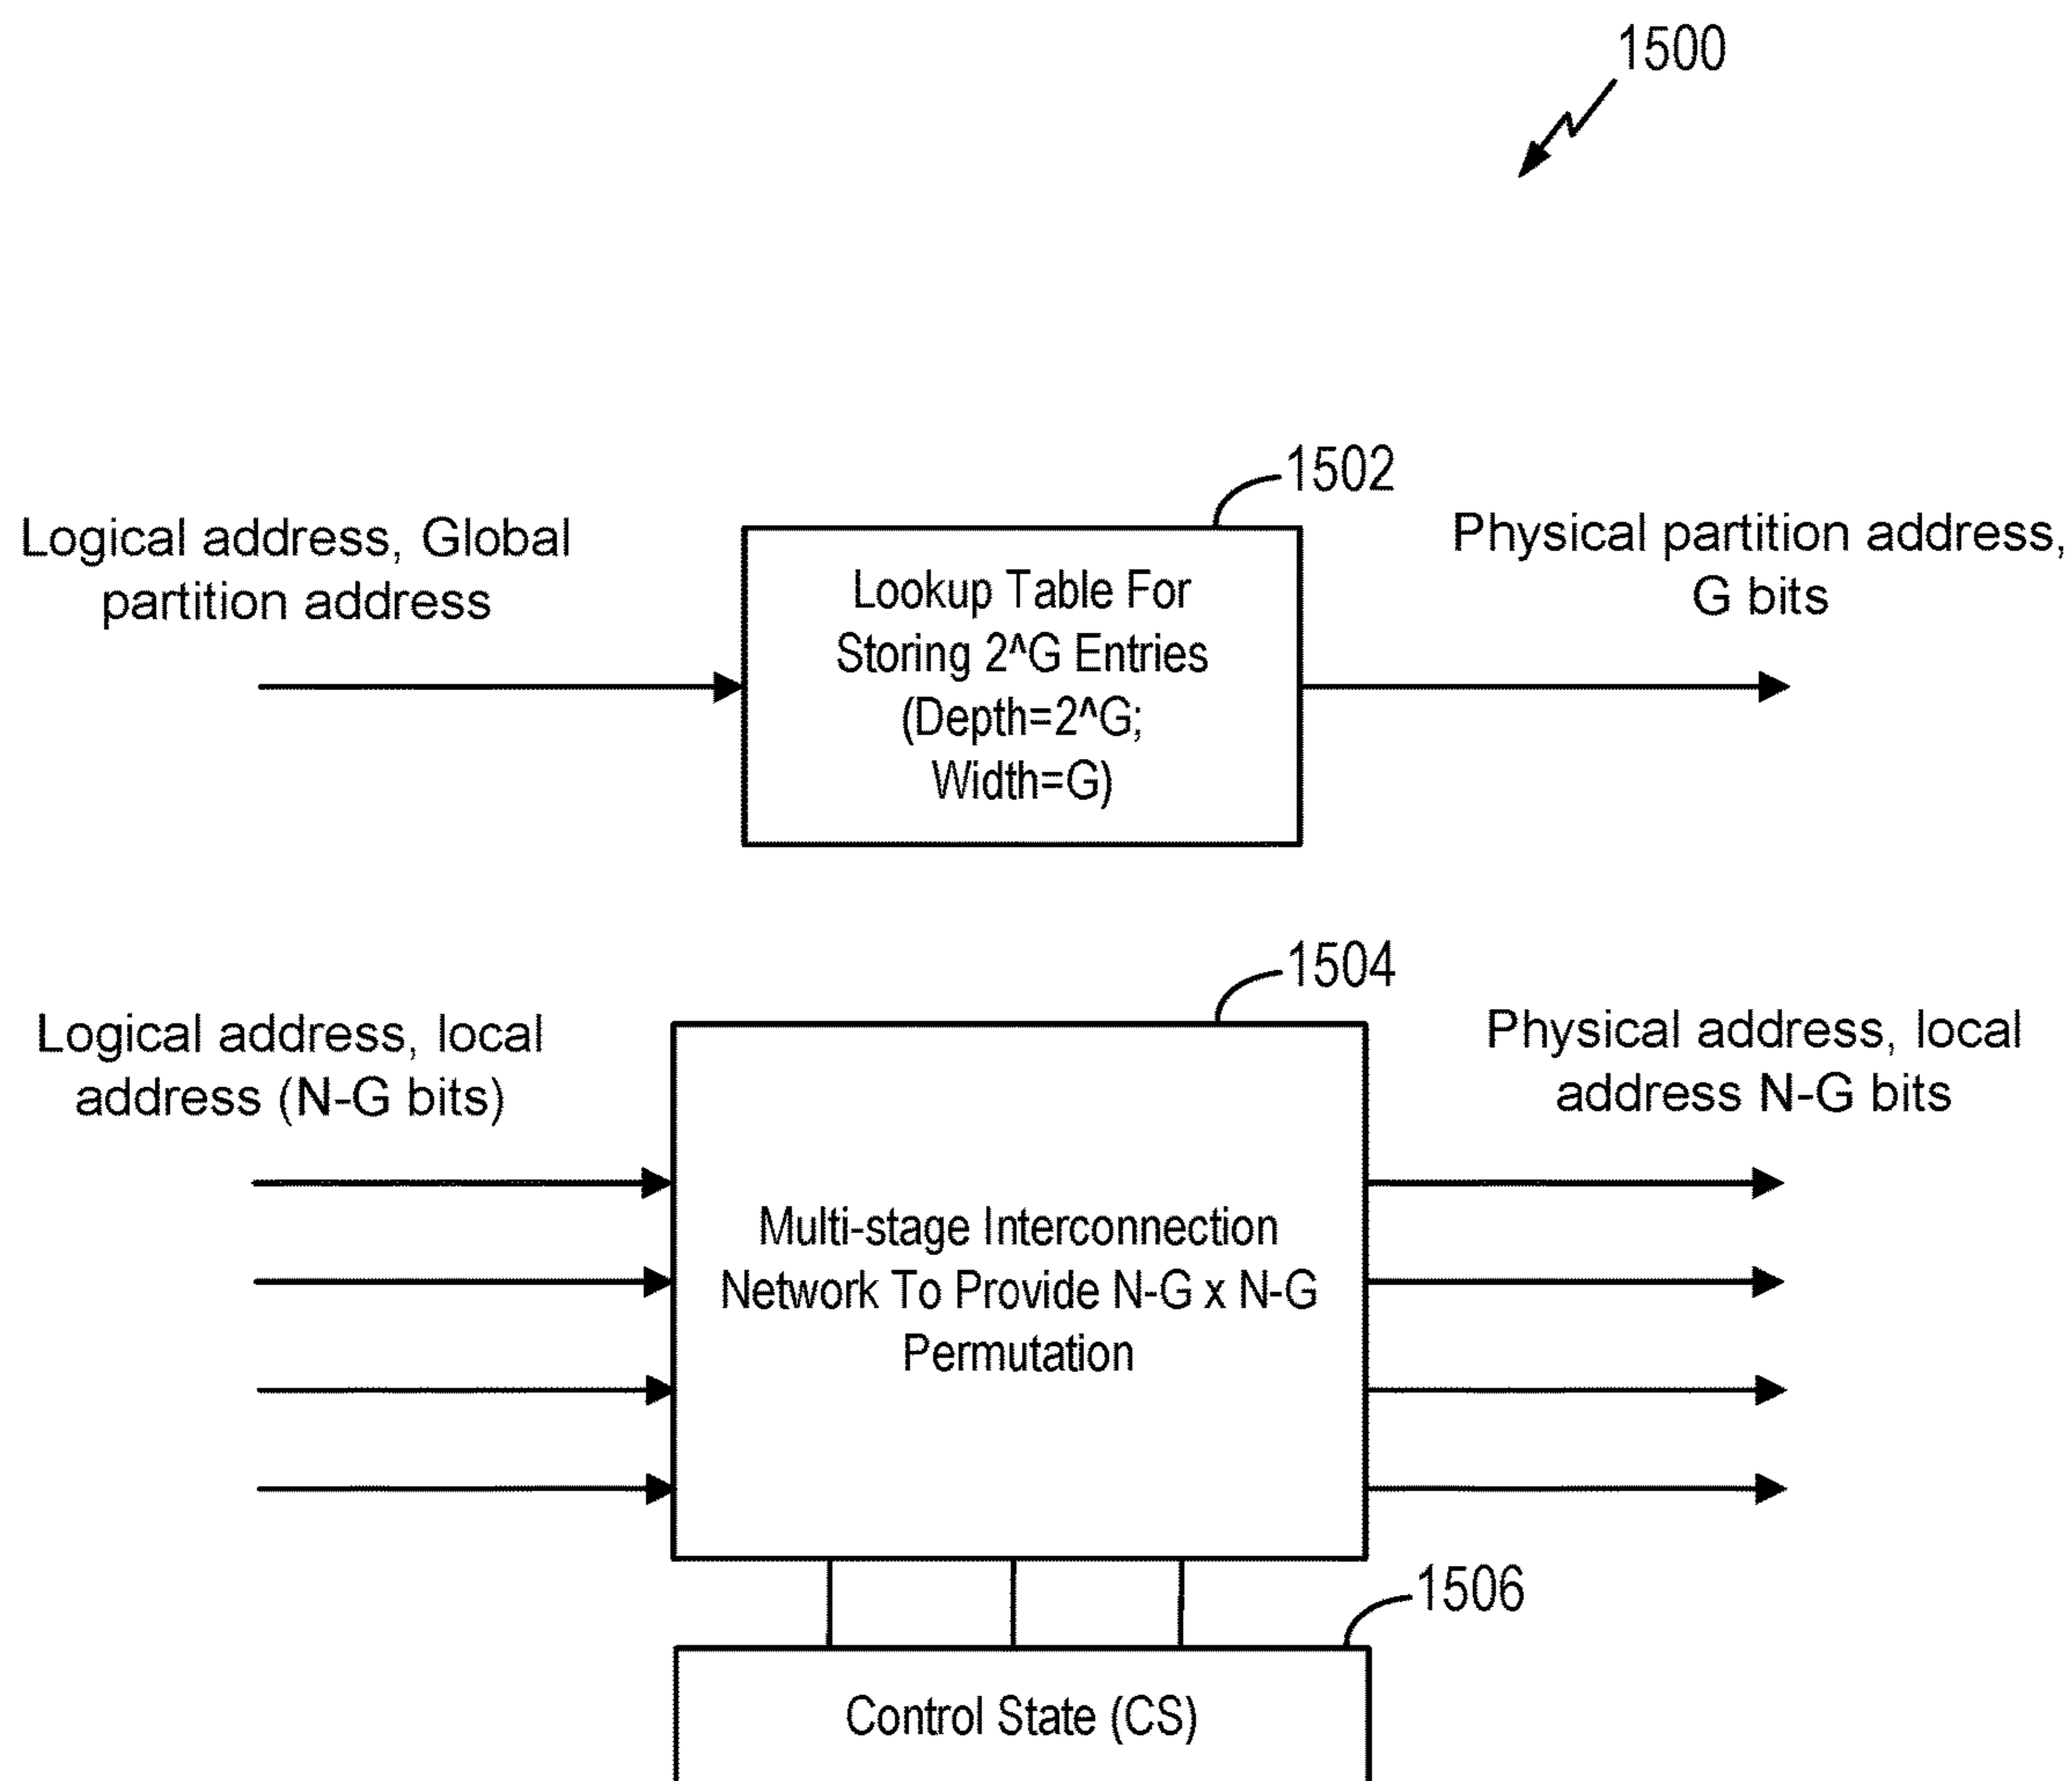 1500
1502
Logical address, Global
partition address
Lookup Table For
Storing 2^G Entries
(Depth=2^G;
Width=G)
Physical partition address,
G bits
1504
Logical address, local
address (N-G bits)
Multi-stage Interconnection
Network To Provide N-G x N-G
Permutation
Physical address, local
address N-G bits
1506
Control State (CS)